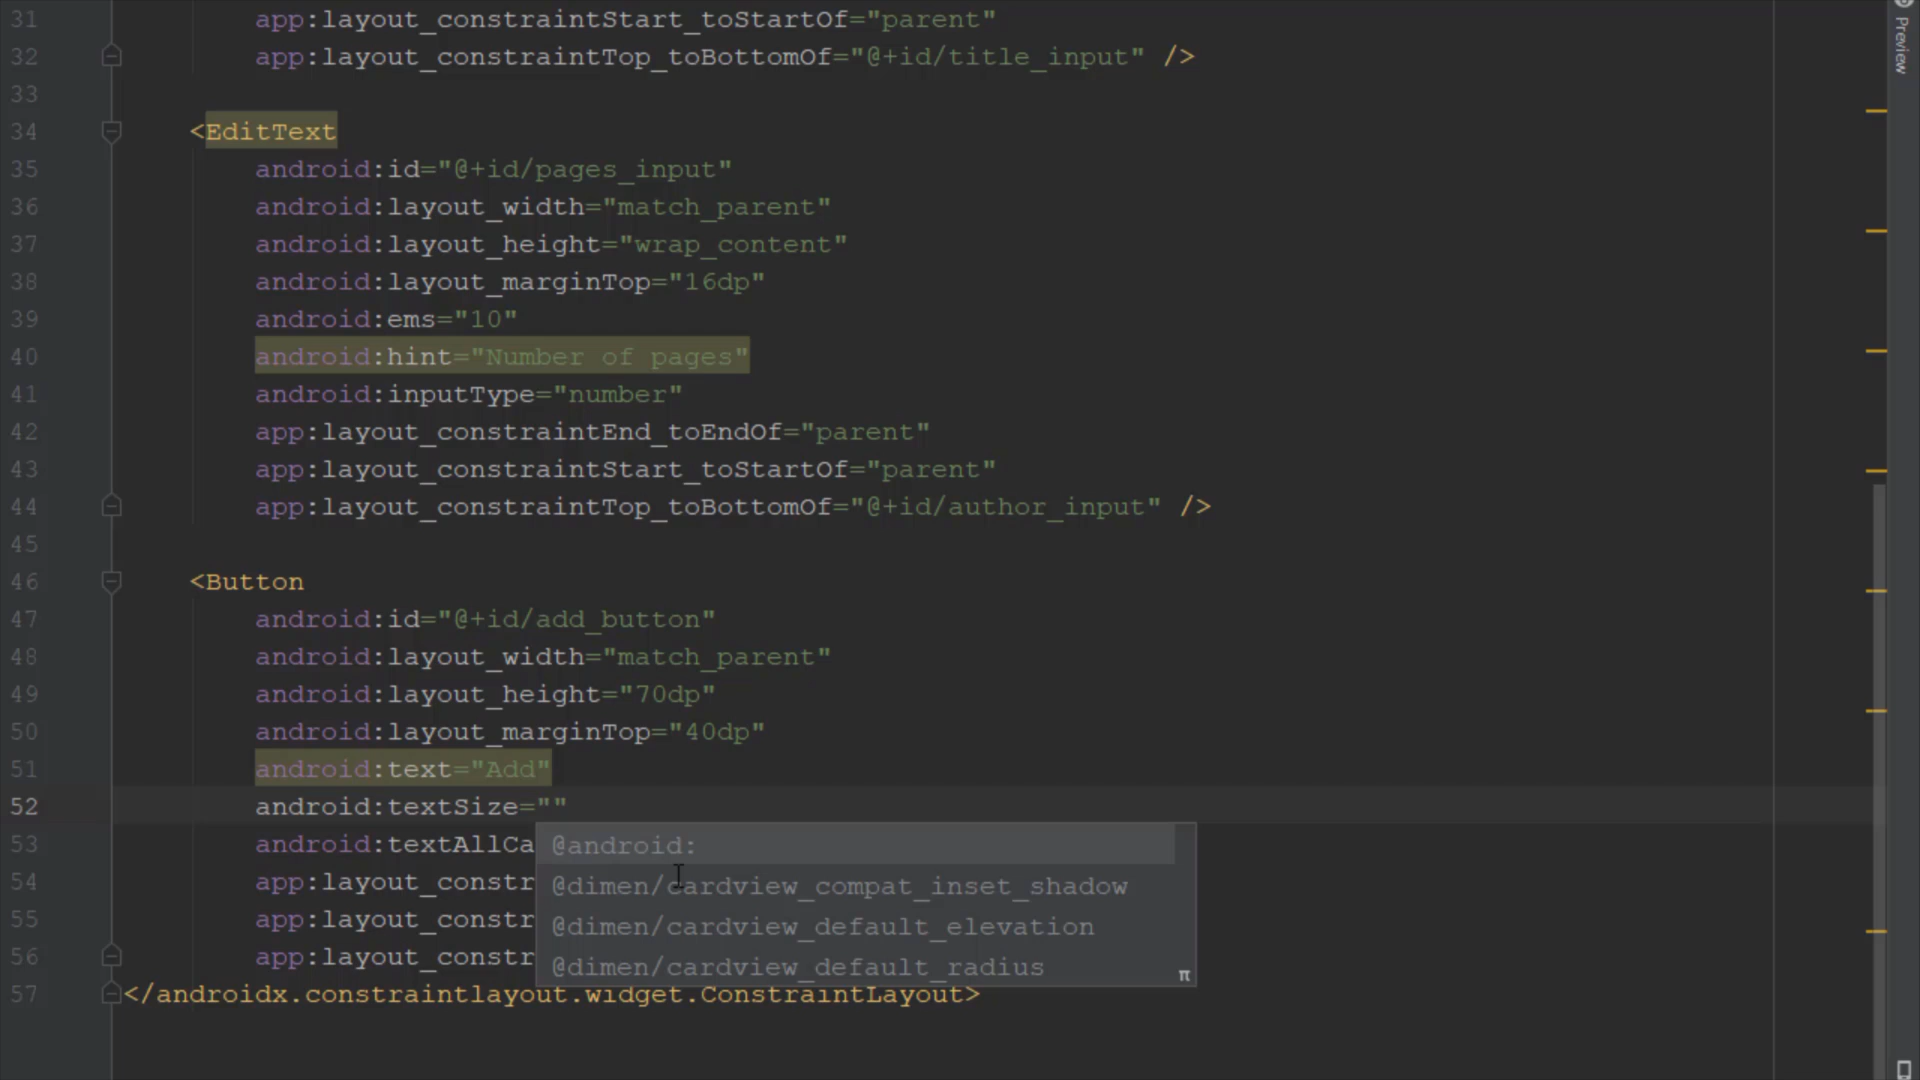 31 app:layout_constraintStart_toStartOf="parent"
32 app:layout_constraintTop_toBottomOf="@+id/title_input" />
33
34 <EditText
35 android:id="@+id/pages_input"
36 android:layout_width="match_parent"
37 android:layout_height="wrap_content"
38 android:layout_marginTop="16dp"
39 android:ems="10"
40 android:hint="Number of pages"
41 android:inputType="number"
42 app:layout_constraintEnd_toEndOf="parent"
43 app:layout_constraintStart_toStartOf="parent"
44 app:layout_constraintTop_toBottomOf="@+id/author_input" />
45
46 <Button
47 android:id="@+id/add_button"
48 android:layout_width="match_parent"
49 android:layout_height="70dp"
50 android:layout_marginTop="40dp"
51 android:text="Add"
52 android:textSize=""
53 android:textAllCa
@android:
54 app:layout_constr
@dimen/cardview_compat_inset_shadow
55 app:layout_constr
@dimen/cardview_default_elevation
56 app:layout_constr
@dimen/cardview_default_radius
π
57 </androidx.constraintlayout.widget.ConstraintLayout>
Preview